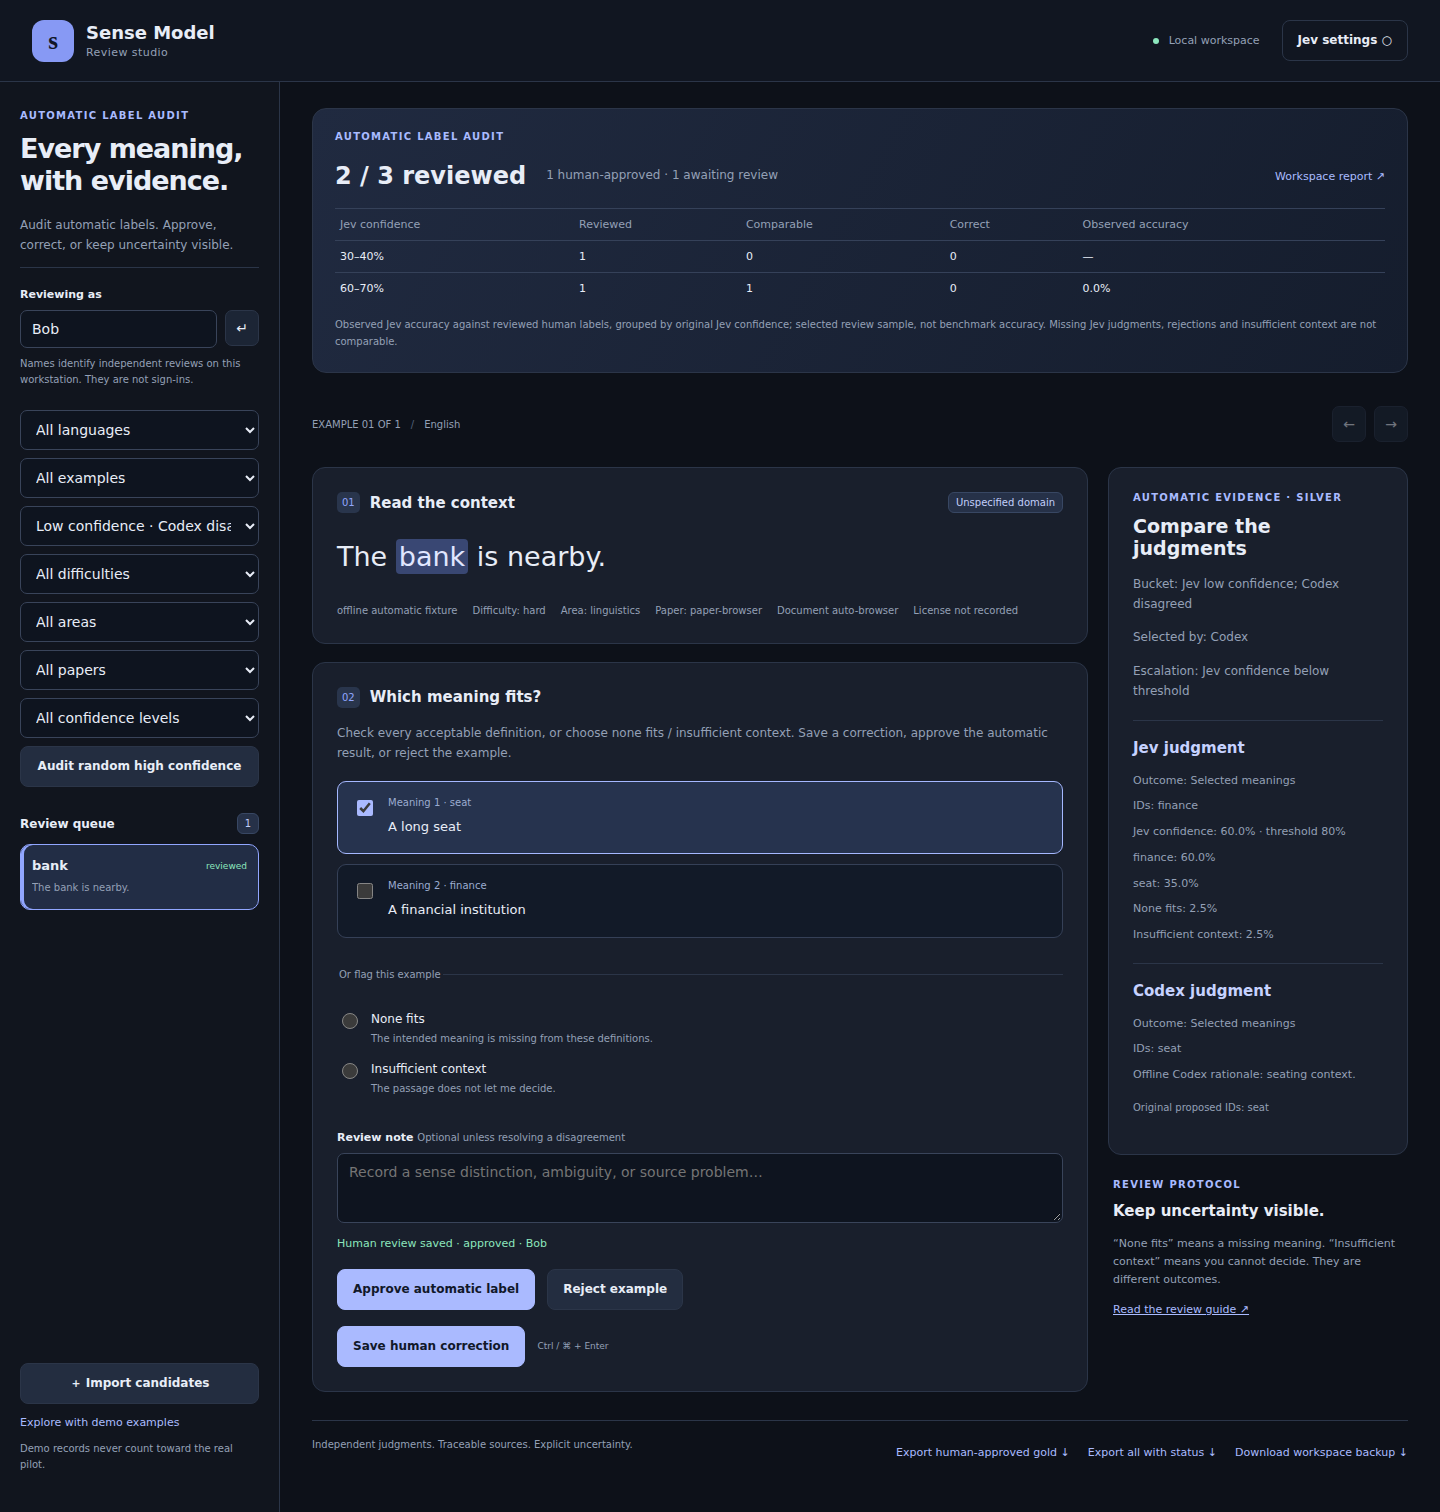 s
Sense Model
Review studio
Local workspace
Jev settings ○
AUTOMATIC LABEL AUDIT
Every meaning,
with evidence.
Audit automatic labels. Approve,
correct, or keep uncertainty visible.
Reviewing as
Bob
↵
Names identify independent reviews on this
workstation. They are not sign-ins.
All languages
All examples
Low confidence · Codex disa
All difficulties
All areas
All papers
All confidence levels
Audit random high confidence
Review queue
1
bank
reviewed
The bank is nearby.
+ Import candidates
Explore with demo examples
Demo records never count toward the real
pilot.
AUTOMATIC LABEL AUDIT
2 / 3 reviewed
1 human-approved · 1 awaiting review
Workspace report ↗
Jev confidence Reviewed Comparable Correct Observed accuracy
30–40% 1 0 0 —
60–70% 1 1 0 0.0%
Observed Jev accuracy against reviewed human labels, grouped by original Jev confidence; selected review sample, not benchmark accuracy. Missing Jev judgments, rejections and insufficient context are not
comparable.
EXAMPLE 01 OF 1 / English
← →
01 Read the context
Unspecified domain
The bank is nearby.
offline automatic fixture Difficulty: hard Area: linguistics Paper: paper-browser Document auto-browser License not recorded
02 Which meaning fits?
Check every acceptable definition, or choose none fits / insufficient context. Save a correction, approve the automatic
result, or reject the example.
Meaning 1 · seat
A long seat
Meaning 2 · finance
A financial institution
Or flag this example
None fits
The intended meaning is missing from these definitions.
Insufficient context
The passage does not let me decide.
Review note Optional unless resolving a disagreement
Record a sense distinction, ambiguity, or source problem…
Human review saved · approved · Bob
Approve automatic label
Reject example
Save human correction
Ctrl / ⌘ + Enter
AUTOMATIC EVIDENCE · SILVER
Compare the
judgments
Bucket: Jev low confidence; Codex
disagreed
Selected by: Codex
Escalation: Jev confidence below
threshold
Jev judgment
Outcome: Selected meanings
IDs: finance
Jev confidence: 60.0% · threshold 80%
finance: 60.0%
seat: 35.0%
None fits: 2.5%
Insufficient context: 2.5%
Codex judgment
Outcome: Selected meanings
IDs: seat
Offline Codex rationale: seating context.
Original proposed IDs: seat
REVIEW PROTOCOL
Keep uncertainty visible.
“None fits” means a missing meaning. “Insufficient
context” means you cannot decide. They are
different outcomes.
Read the review guide ↗
Independent judgments. Traceable sources. Explicit uncertainty.
Export human-approved gold ↓
Export all with status ↓
Download workspace backup ↓